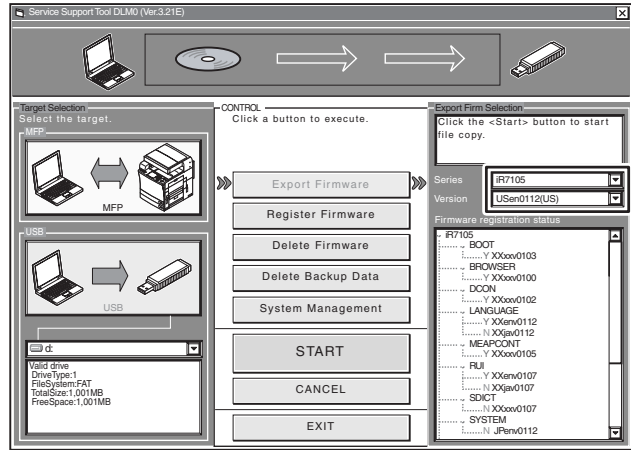 Service Support Tool DLM0 (Ver.3.21E)
Target Selection
Select the target.
MFP
MFP
USB
USB
d:
Valid drive
DriveType:1
FileSystem:FAT
TotalSize:1,001MB
FreeSpace:1,001MB
CONTROL
Click a button to execute.
Export Firmware
Register Firmware
Delete Firmware
Delete Backup Data
System Management
START
CANCEL
EXIT
Export Firm Selection
Click the <Start> button to start
file copy.
Series iR7105
Version USen0112(US)
Firmware registration status
iR7105
BOOT
Y XXxxv0103
BROWSER
Y XXxxv0100
DCON
Y XXxxv0102
LANGUAGE
Y XXenv0112
N XXjav0112
MEAPCONT
Y XXxxv0105
RUI
Y XXenv0107
N XXjav0107
SDICT
N XXxxv0107
SYSTEM
N JPenv0112